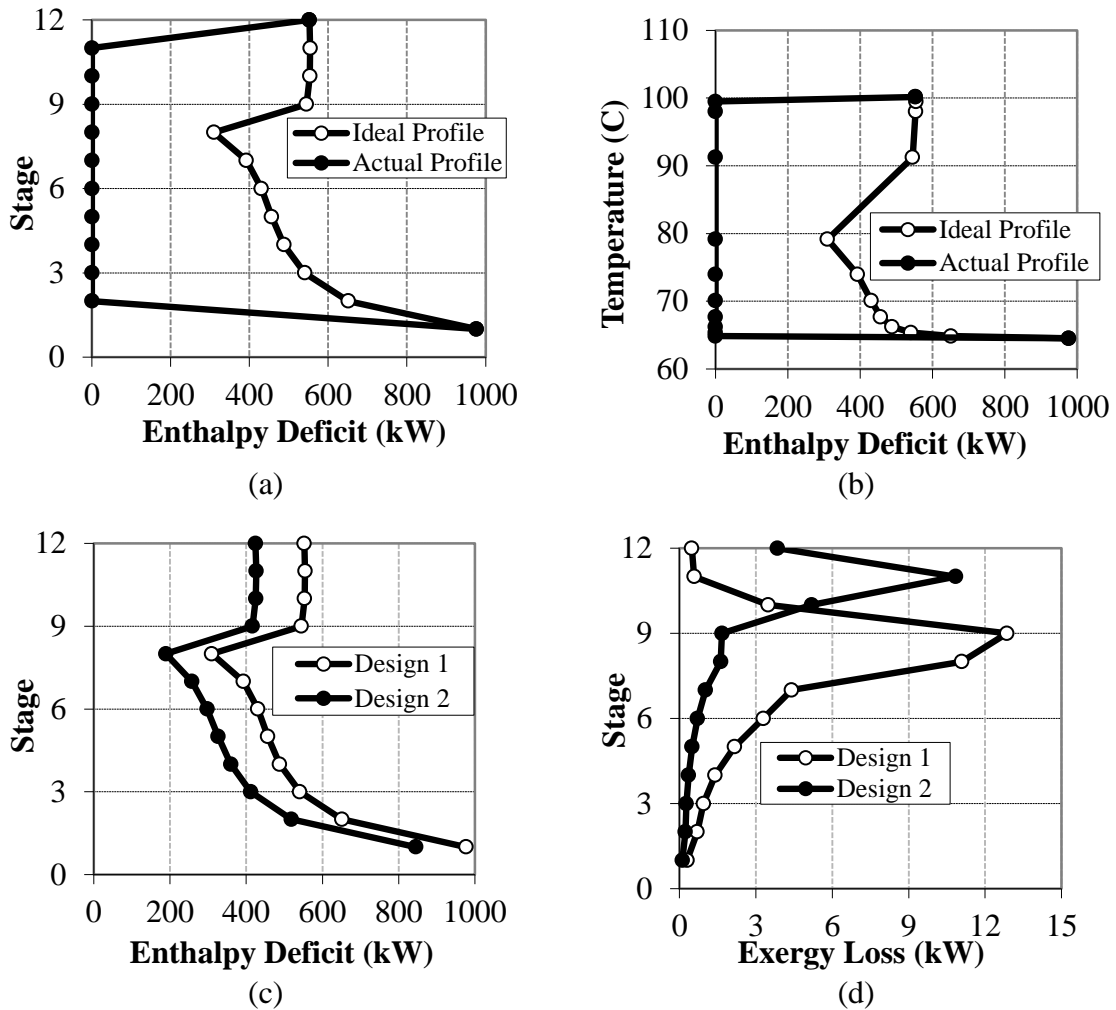 12
9
6
3
0
Stage
Ideal Profile
Actual Profile
0 200 400 600 800 1000
Enthalpy Deficit (kW)
(a)
110
100
90
80
70
60
Temperature (C)
Ideal Profile
Actual Profile
0 200 400 600 800 1000
Enthalpy Deficit (kW)
(b)
12
9
6
3
0
Stage
Design 1
Design 2
0 200 400 600 800 1000
Enthalpy Deficit (kW)
(c)
12
9
6
3
0
Stage
Design 1
Design 2
0 3 6 9 12 15
Exergy Loss (kW)
(d)